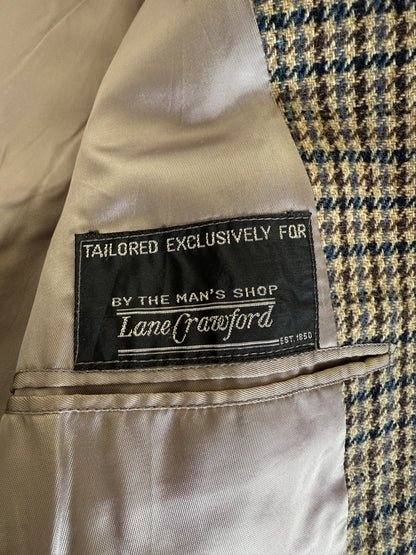 TAILORED EXCLUSIVELY FOR
BY THE MAN'S SHOP
Lane Crawford
EST. 1850